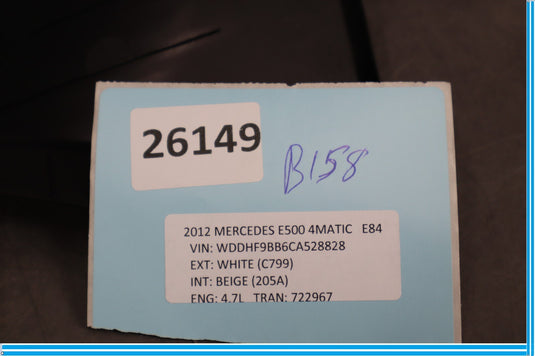 26149
B158
2012 MERCEDES E500 4MATIC E84
VIN: WDDHF9BB6CA528828
EXT: WHITE (C799)
INT: BEIGE (205A)
ENG: 4.7L TRAN: 722967